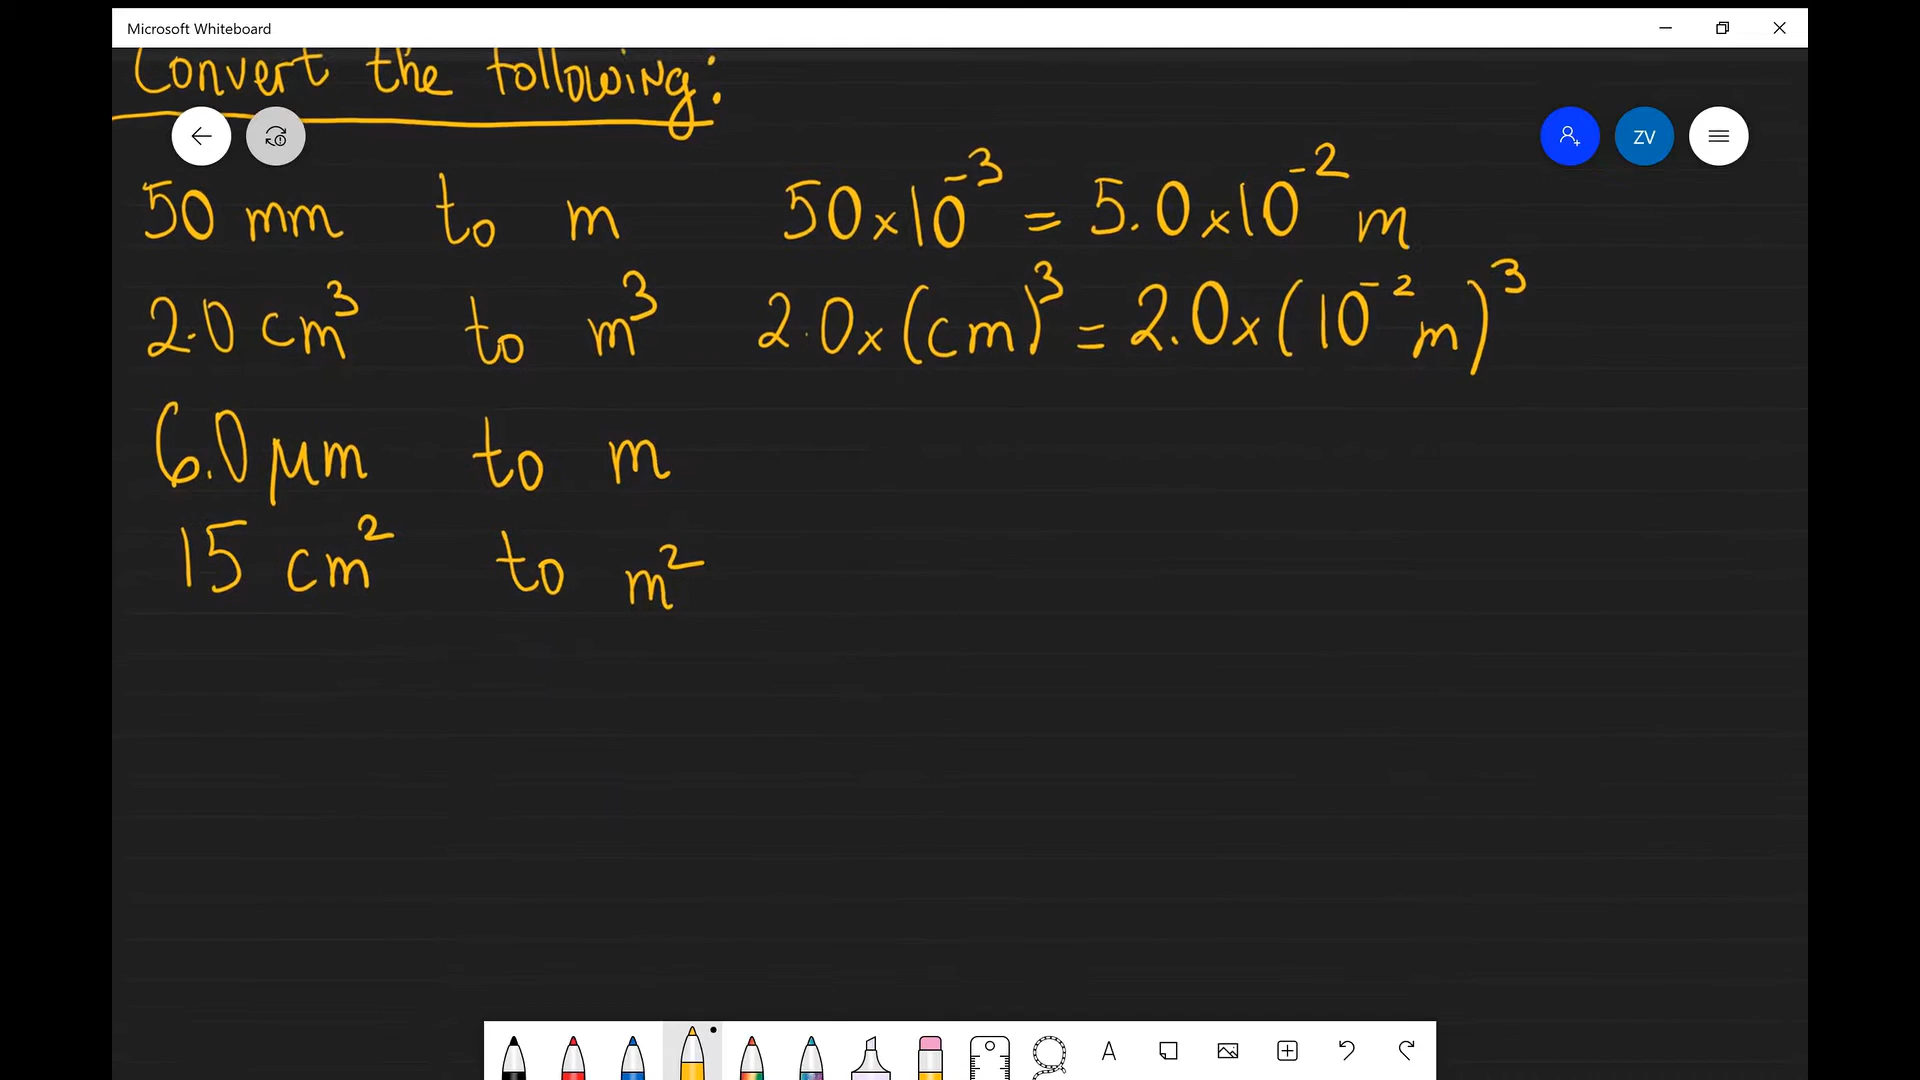 Microsoft Whiteboard
Convert the following:
ZV
50 mm to m 50×10⁻³ = 5.0×10⁻² m
2.0 cm³ to m³ 2.0×(cm)³ = 2.0×(10⁻² m)³
6.0 μm to m
15 cm² to m²
A